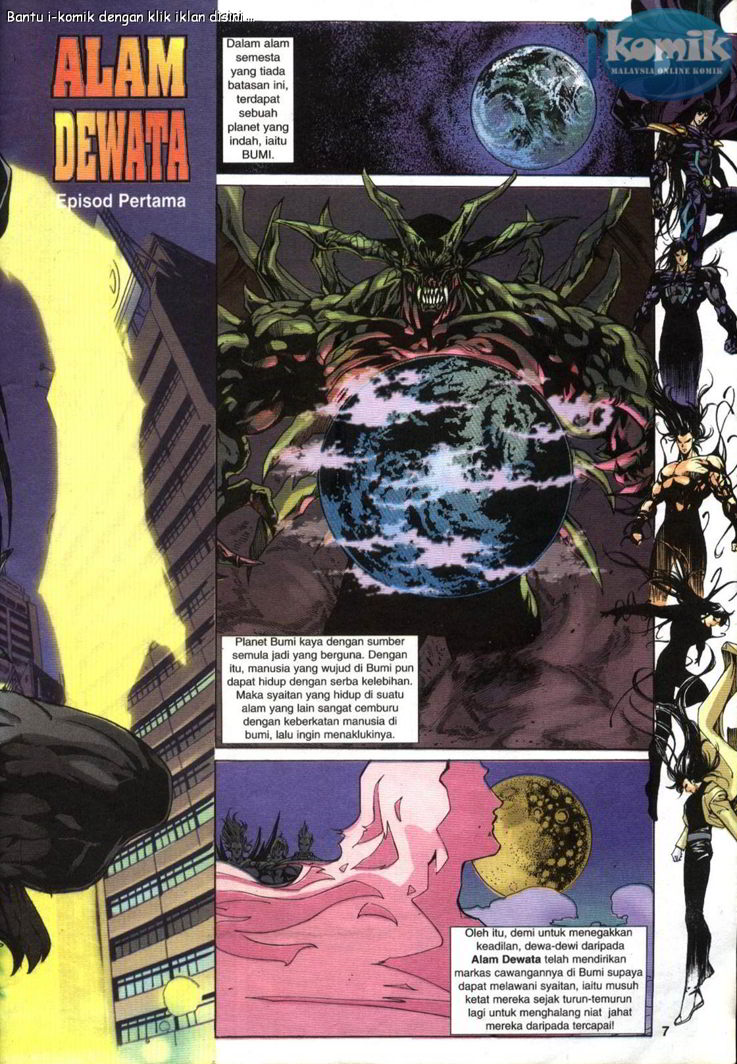 Bantu i-komik dengan klik iklan disini...
ikomik
MALAYSIA ONLINE KOMIK
ALAM
DEWATA
Episod Pertama
Dalam alam
semesta
yang tiada
batasan ini,
terdapat
sebuah
planet yang
indah, iaitu
BUMI.
Planet Bumi kaya dengan sumber
semula jadi yang berguna. Dengan
itu, manusia yang wujud di Bumi pun
dapat hidup dengan serba kelebihan.
Maka syaitan yang hidup di suatu
alam yang lain sangat cemburu
dengan keberkatan manusia di
bumi, lalu ingin menaklukinya.
Oleh itu, demi untuk menegakkan
keadilan, dewa-dewi daripada
Alam Dewata telah mendirikan
markas cawangannya di Bumi supaya
dapat melawani syaitan, iaitu musuh
ketat mereka sejak turun-temurun
lagi untuk menghalang niat jahat
mereka daripada tercapai!
7